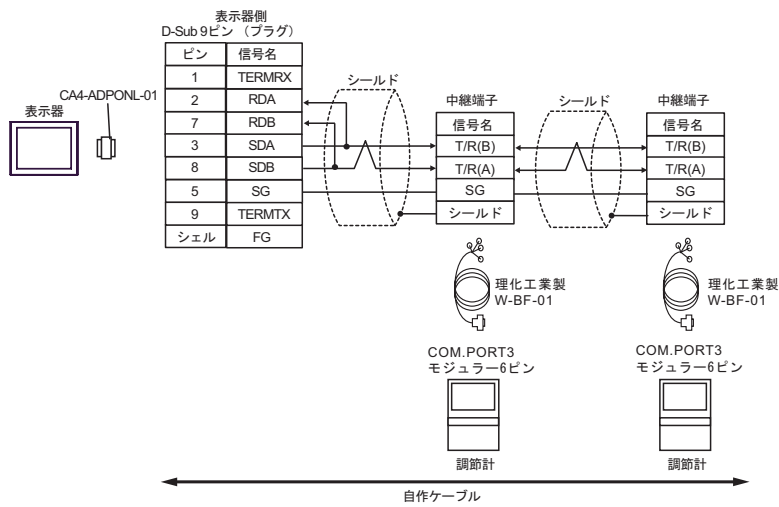 表示器側
D-Sub 9ピン （プラグ）
CA4-ADPONL-01
表示器
ピン 信号名
1 TERMRX
2 RDA
7 RDB
3 SDA
8 SDB
5 SG
9 TERMTX
シェル FG
シールド
中継端子
信号名
T/R(B)
T/R(A)
SG
シールド
シールド
中継端子
信号名
T/R(B)
T/R(A)
SG
シールド
理化工業製
W-BF-01
理化工業製
W-BF-01
COM.PORT3
モジュラー6ピン
COM.PORT3
モジュラー6ピン
調節計
調節計
自作ケーブル